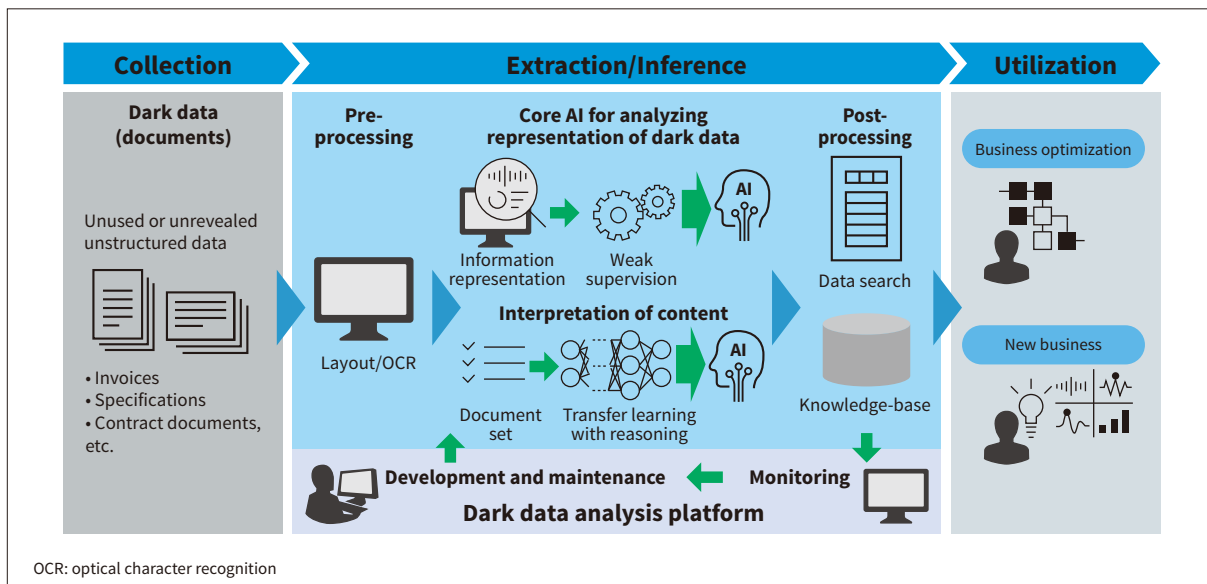 Collection
Extraction/Inference
Utilization
Dark data
(documents)
Unused or unrevealed
unstructured data
• Invoices
• Specifications
• Contract documents,
etc.
Pre-
processing
Layout/OCR
Core AI for analyzing
representation of dark data
AI
Information
representation
Weak
supervision
Interpretation of content
AI
Document
set
Transfer learning
with reasoning
Post-
processing
Data search
Knowledge-base
Development and maintenance
Monitoring
Dark data analysis platform
Business optimization
New business
OCR: optical character recognition